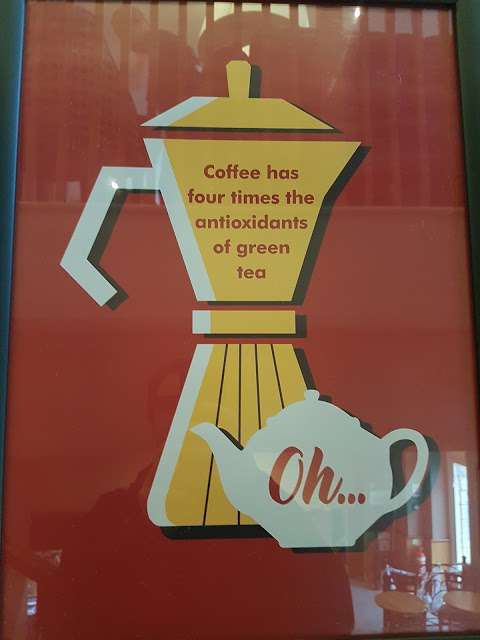 Coffee has
four times the
antioxidants
of green
tea
Oh...